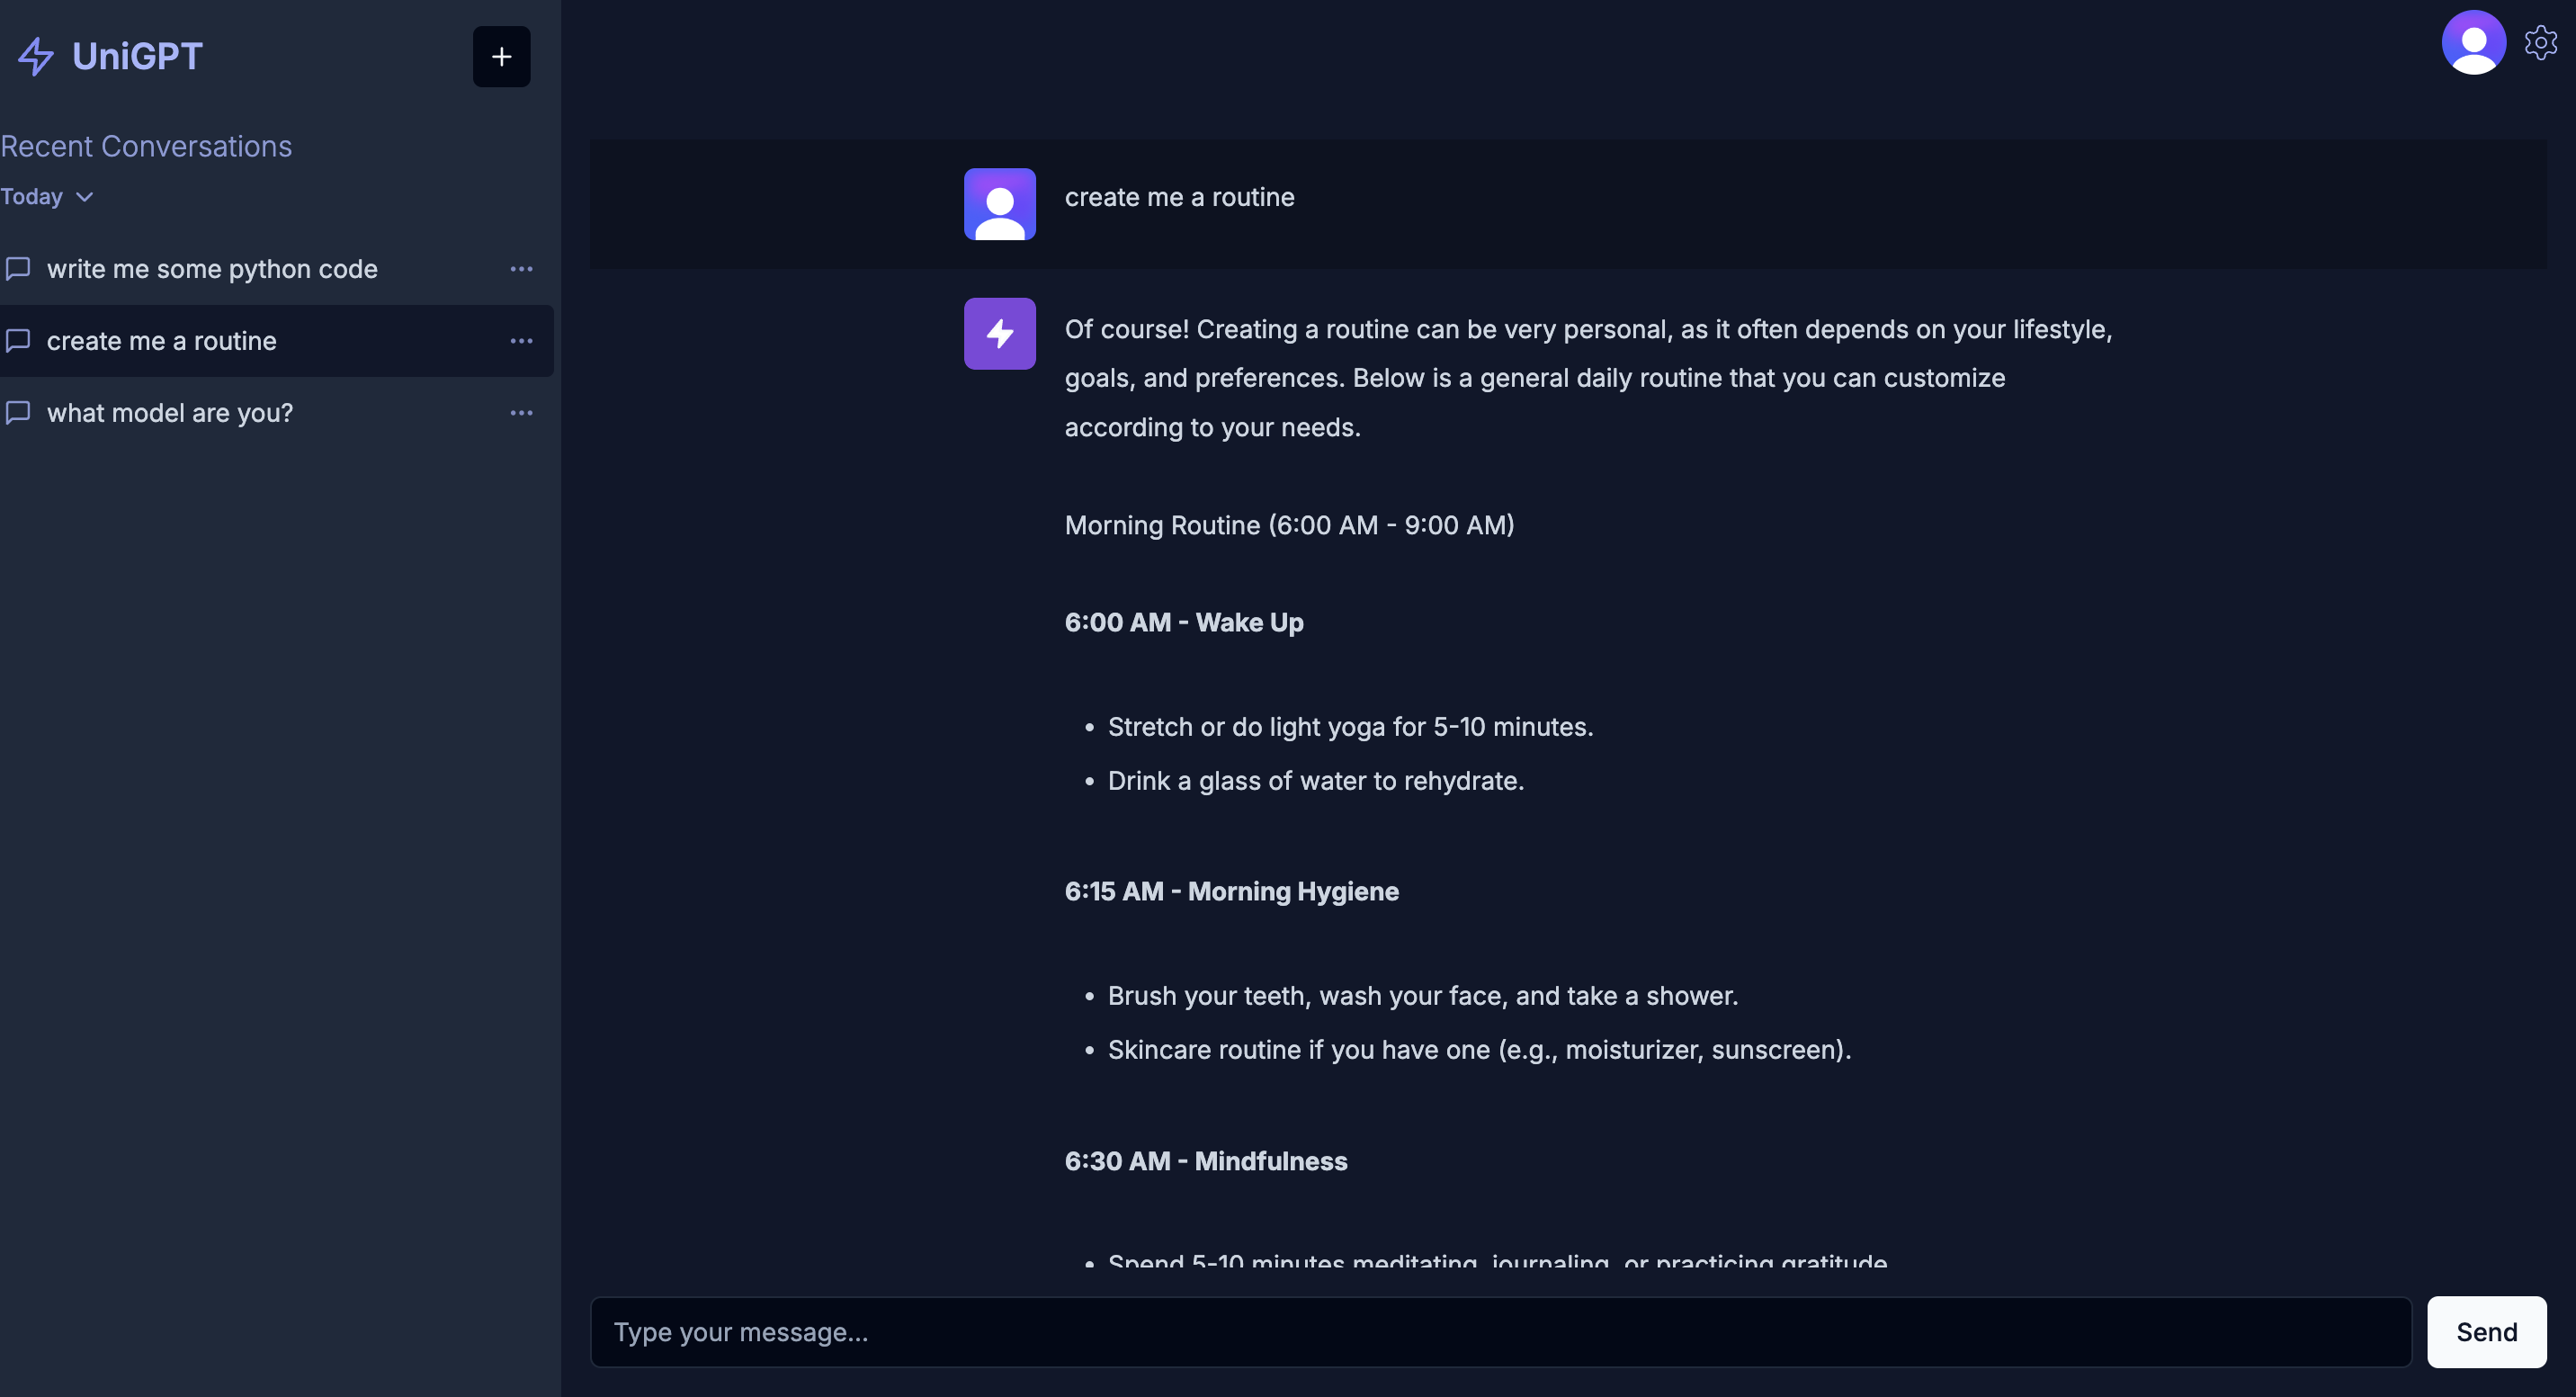 UniGPT
Recent Conversations
Today
write me some python code
create me a routine
what model are you?
create me a routine
Of course! Creating a routine can be very personal, as it often depends on your lifestyle,
goals, and preferences. Below is a general daily routine that you can customize
according to your needs.
Morning Routine (6:00 AM - 9:00 AM)
6:00 AM - Wake Up
• Stretch or do light yoga for 5-10 minutes.
• Drink a glass of water to rehydrate.
6:15 AM - Morning Hygiene
• Brush your teeth, wash your face, and take a shower.
• Skincare routine if you have one (e.g., moisturizer, sunscreen).
6:30 AM - Mindfulness
• Spend 5-10 minutes meditating, journaling, or practicing gratitude
Type your message...
Send